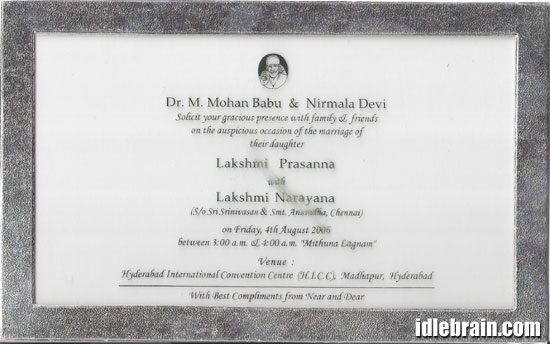 Dr. M. Mohan Babu & Nirmala Devi
Solicit your gracious presence with family & friends
on the auspicious occasion of the marriage of
their daughter
Lakshmi Prasanna
with
Lakshmi Narayana
(S/o.Sri.Srinivasan & Smt. Anuradha, Chennai)
on Friday, 4th August 2006
between 3:00 a.m. & 4:00 a.m. "Mithuna Lagnam"
Venue :
Hyderabad International Convention Centre (H.I.C.C), Madhapur, Hyderabad
With Best Compliments from Near and Dear
idlebrain.com